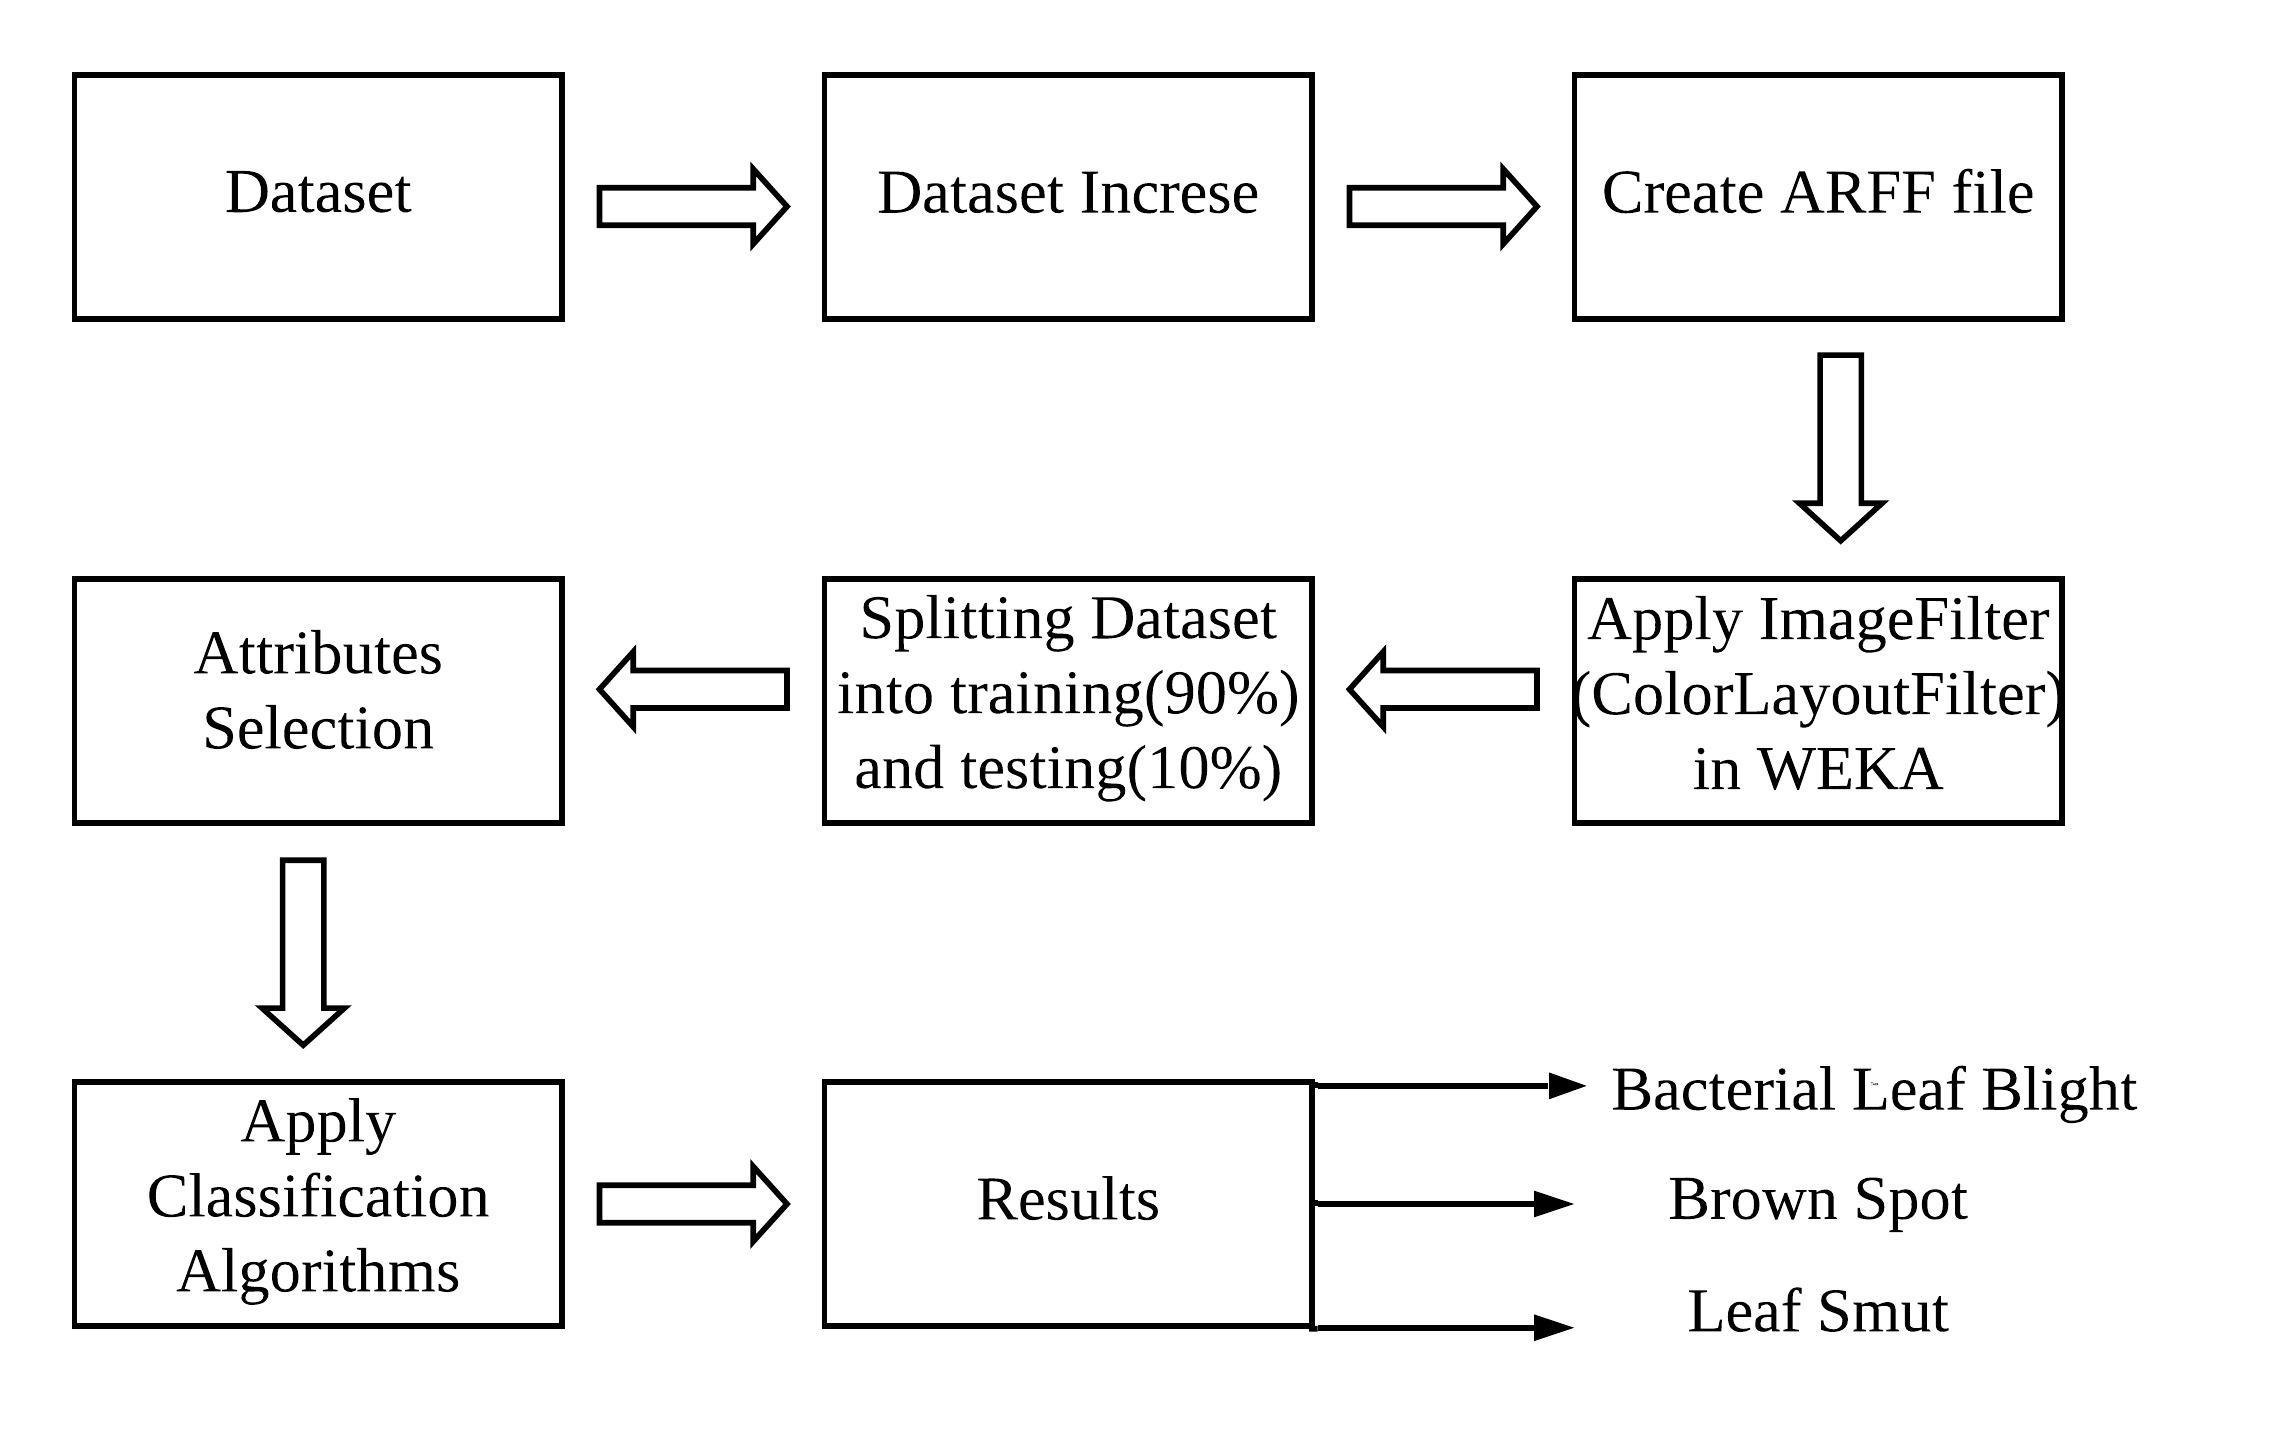 Dataset
Dataset Increse
Create ARFF file
Apply ImageFilter
(ColorLayoutFilter)
in WEKA
Splitting Dataset
into training(90%)
and testing(10%)
Attributes
Selection
Apply
Classification
Algorithms
Results
Bacterial Leaf Blight
Brown Spot
Leaf Smut